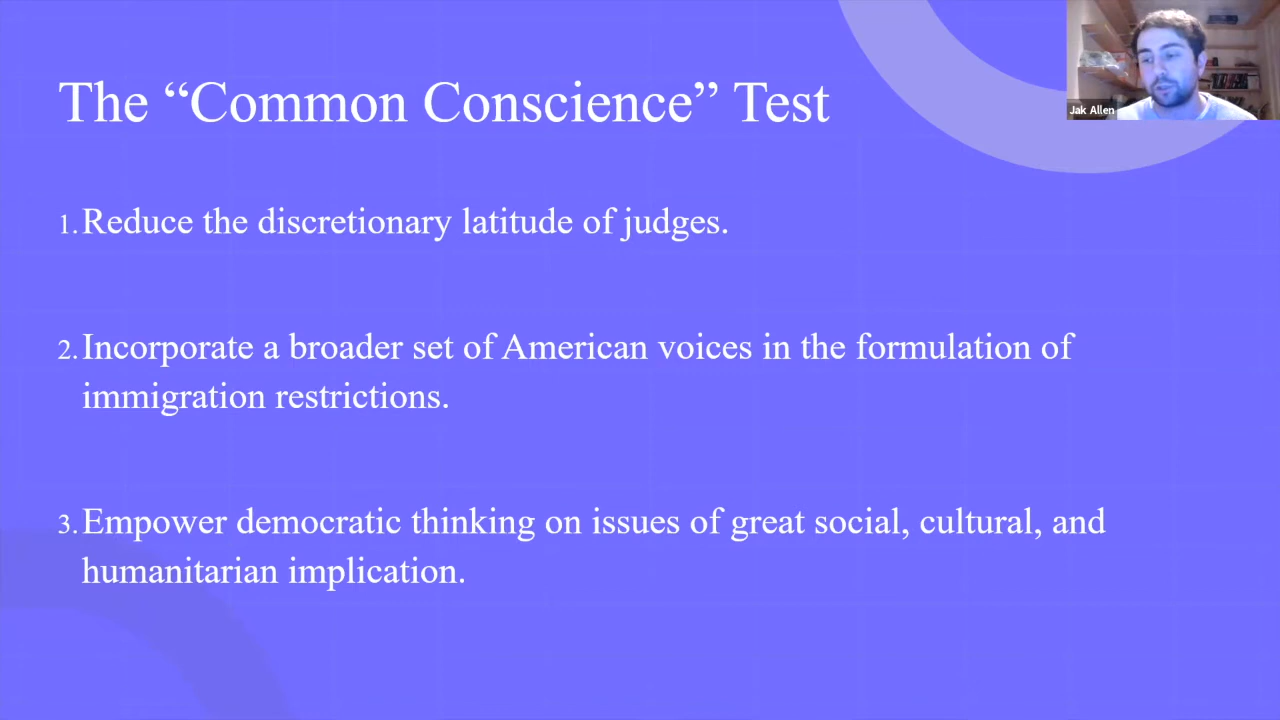 The “Common Conscience” Test
Jak Allen
1. Reduce the discretionary latitude of judges.
2. Incorporate a broader set of American voices in the formulation of
immigration restrictions.
3. Empower democratic thinking on issues of great social, cultural, and
humanitarian implication.